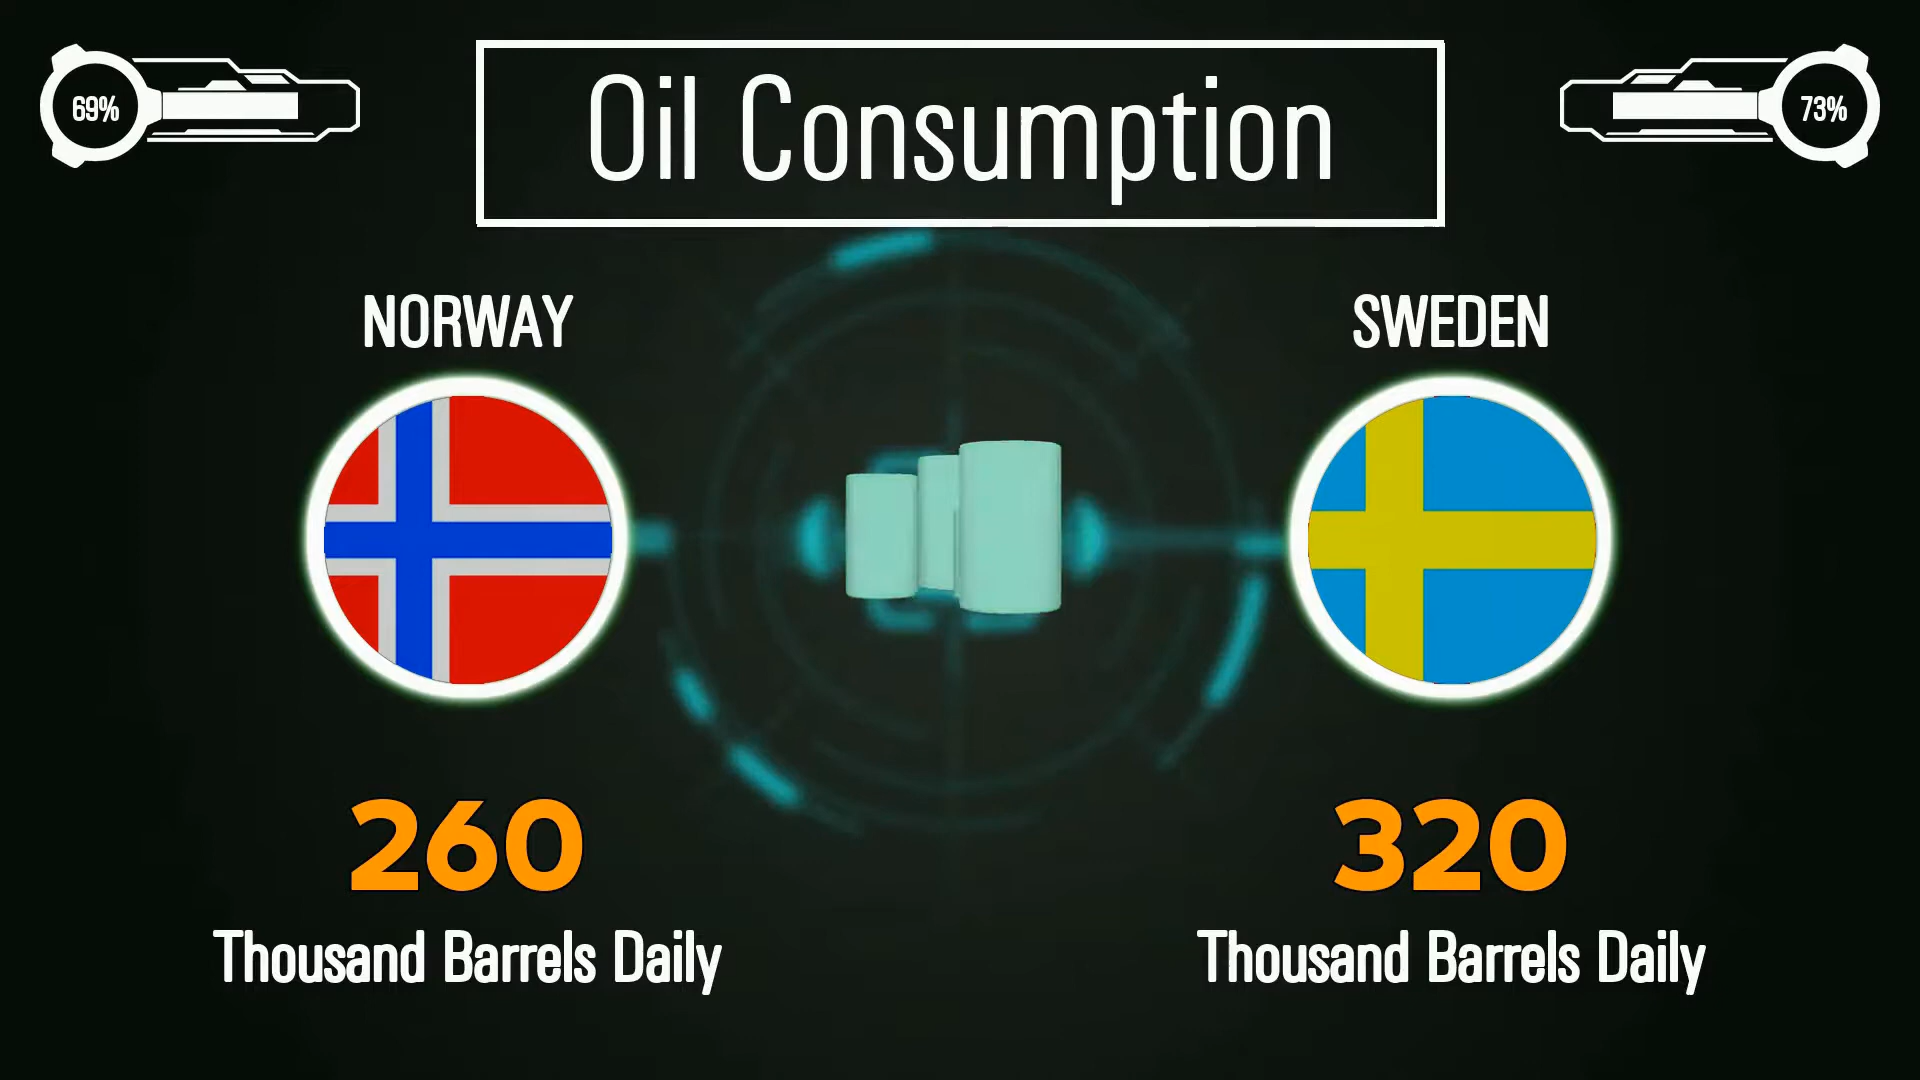 69%
Oil Consumption
73%
NORWAY
SWEDEN
260
320
Thousand Barrels Daily
Thousand Barrels Daily